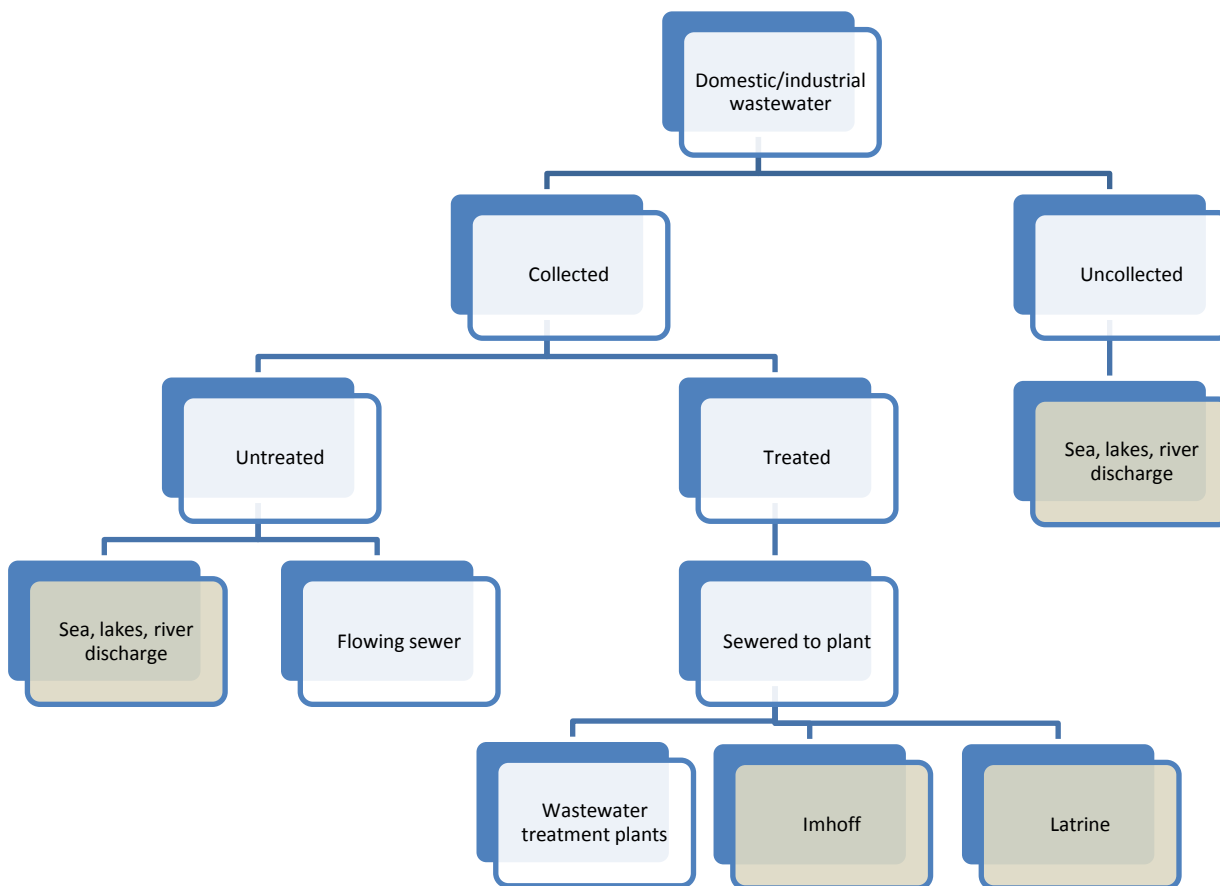 Domestic/industrial
wastewater
Collected
Uncollected
Untreated
Treated
Sea, lakes, river
discharge
Sea, lakes, river
discharge
Flowing sewer
Sewered to plant
Wastewater
treatment plants
Imhoff
Latrine